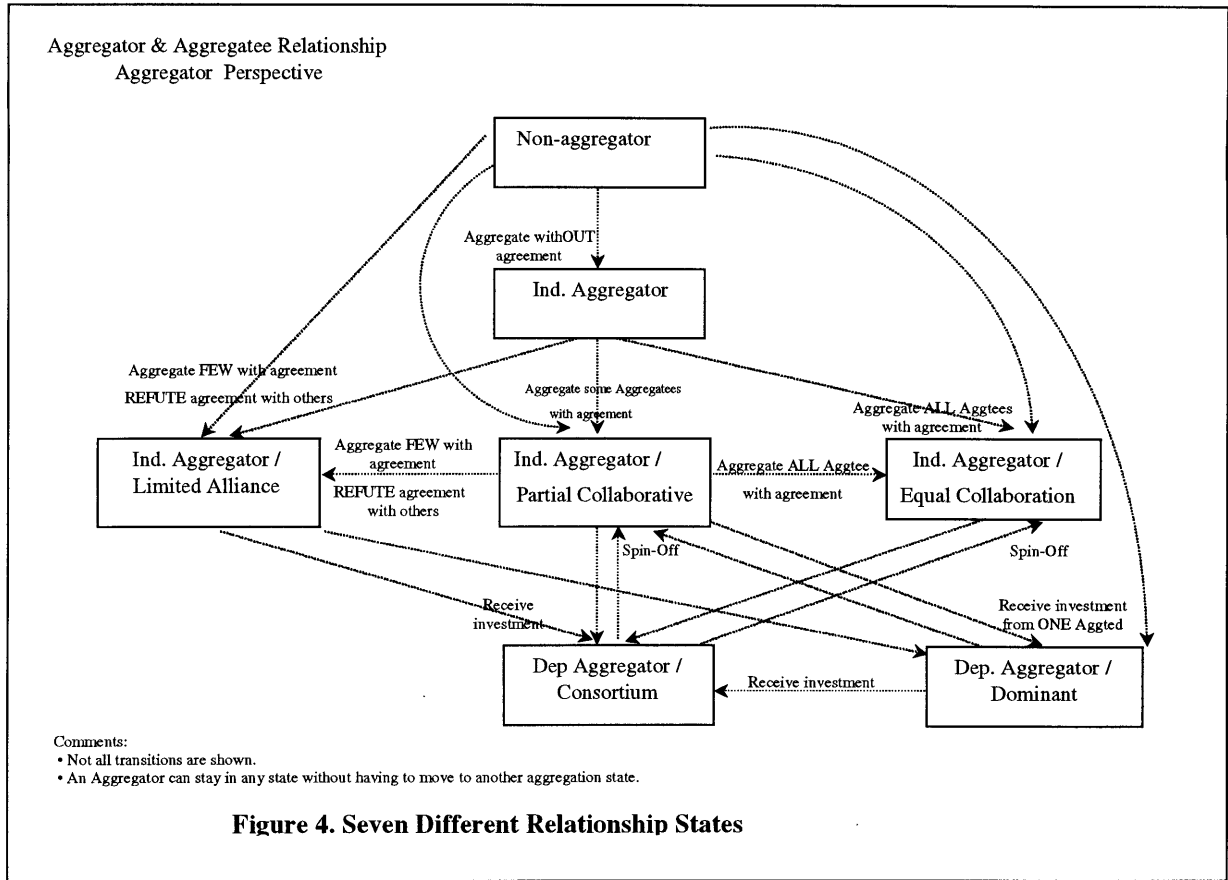 Aggregator & Aggregatee Relationship
Aggregator Perspective
Non-aggregator
Aggregate withOUT
agreement
Ind. Aggregator
Aggregate FEW with agreement
REFUTE agreement with others
Aggregate some Aggregatees
with agreement
Aggregate ALL Aggtees
with agreement
Ind. Aggregator /
Limited Alliance
Aggregate FEW with
agreement
REFUTE agreement
with others
Ind. Aggregator /
Partial Collaborative
Aggregate ALL Aggtee
with agreement
Ind. Aggregator /
Equal Collaboration
Spin-Off
Spin-Off
Receive
investment
Receive investment
from ONE Aggted
Dep Aggregator /
Consortium
Receive investment
Dep. Aggregator /
Dominant
Comments:
• Not all transitions are shown.
• An Aggregator can stay in any state without having to move to another aggregation state.
Figure 4. Seven Different Relationship States